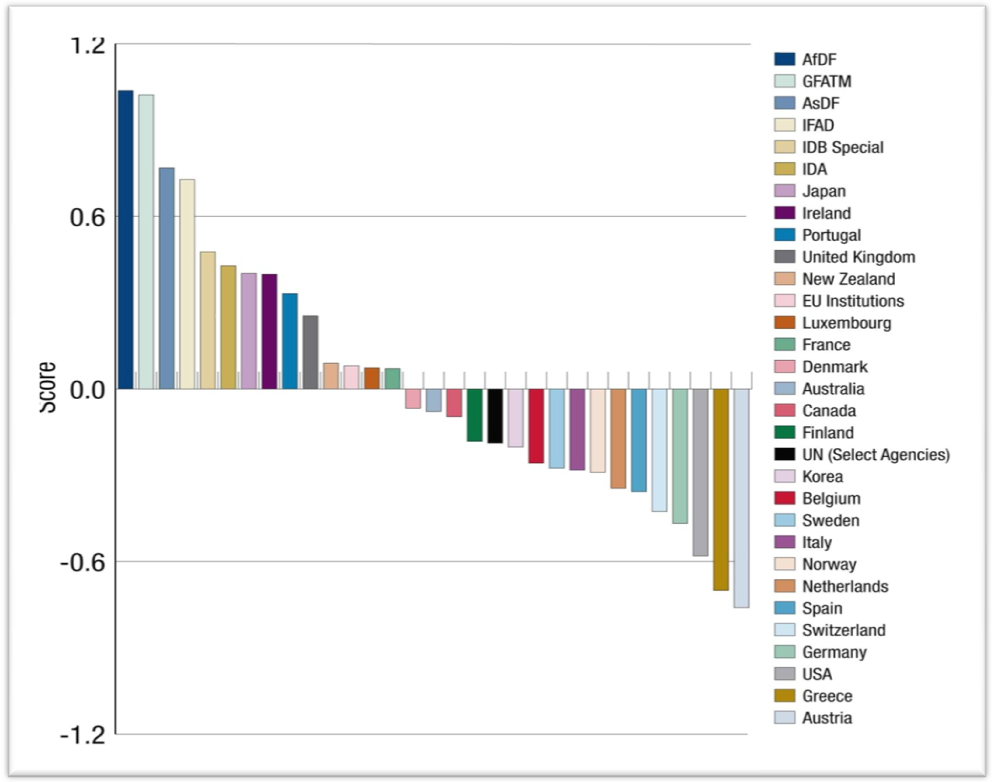 1.2
0.6
Score
0.0
-0.6
-1.2
AfDF
GFATM
AsDF
IFAD
IDB Special
IDA
Japan
Ireland
Portugal
United Kingdom
New Zealand
EU Institutions
Luxembourg
France
Denmark
Australia
Canada
Finland
UN (Select Agencies)
Korea
Belgium
Sweden
Italy
Norway
Netherlands
Spain
Switzerland
Germany
USA
Greece
Austria